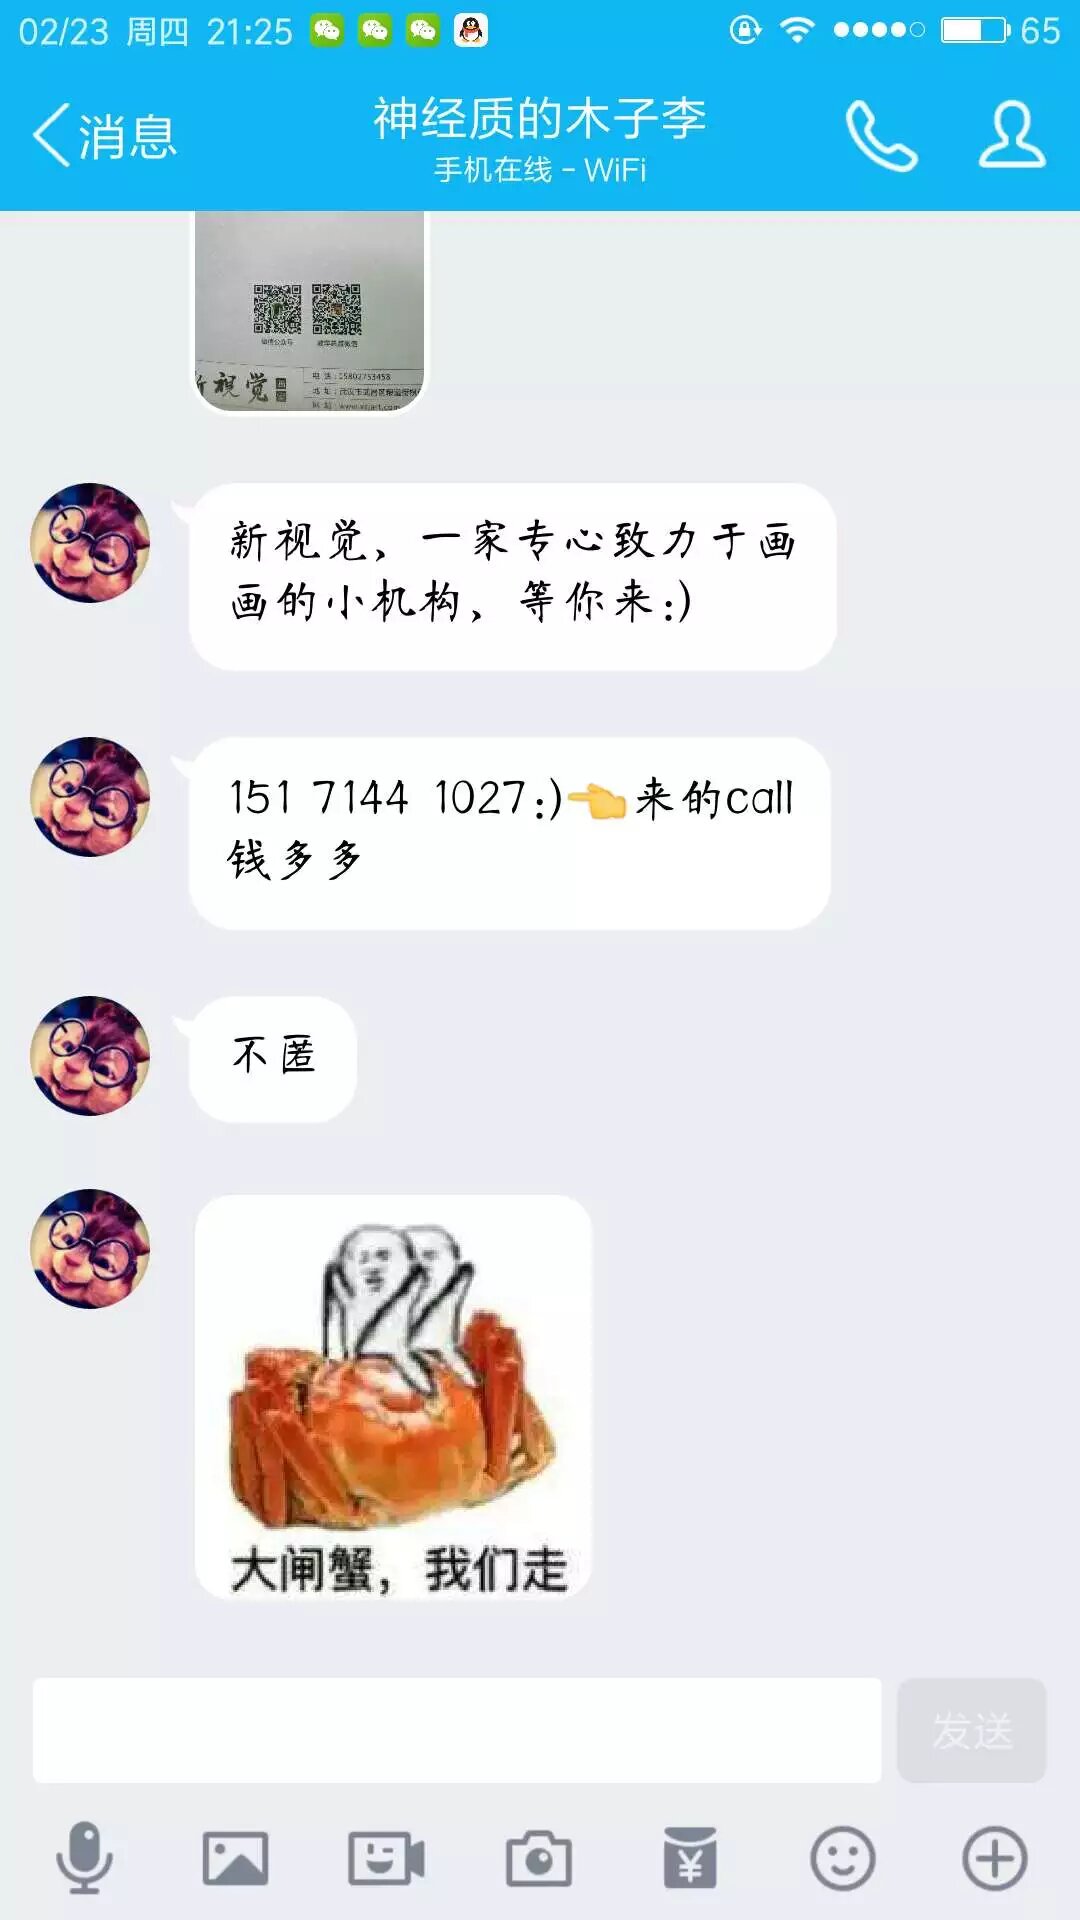 02/23 周四 21:25
65
消息
神经质的木子李
手机在线 - WiFi
视觉
新视觉，一家专心致力于画
画的小机构，等你来:)
151 7144 1027:)👈来的call
钱多多
不匿
大闸蟹，我们走
发送